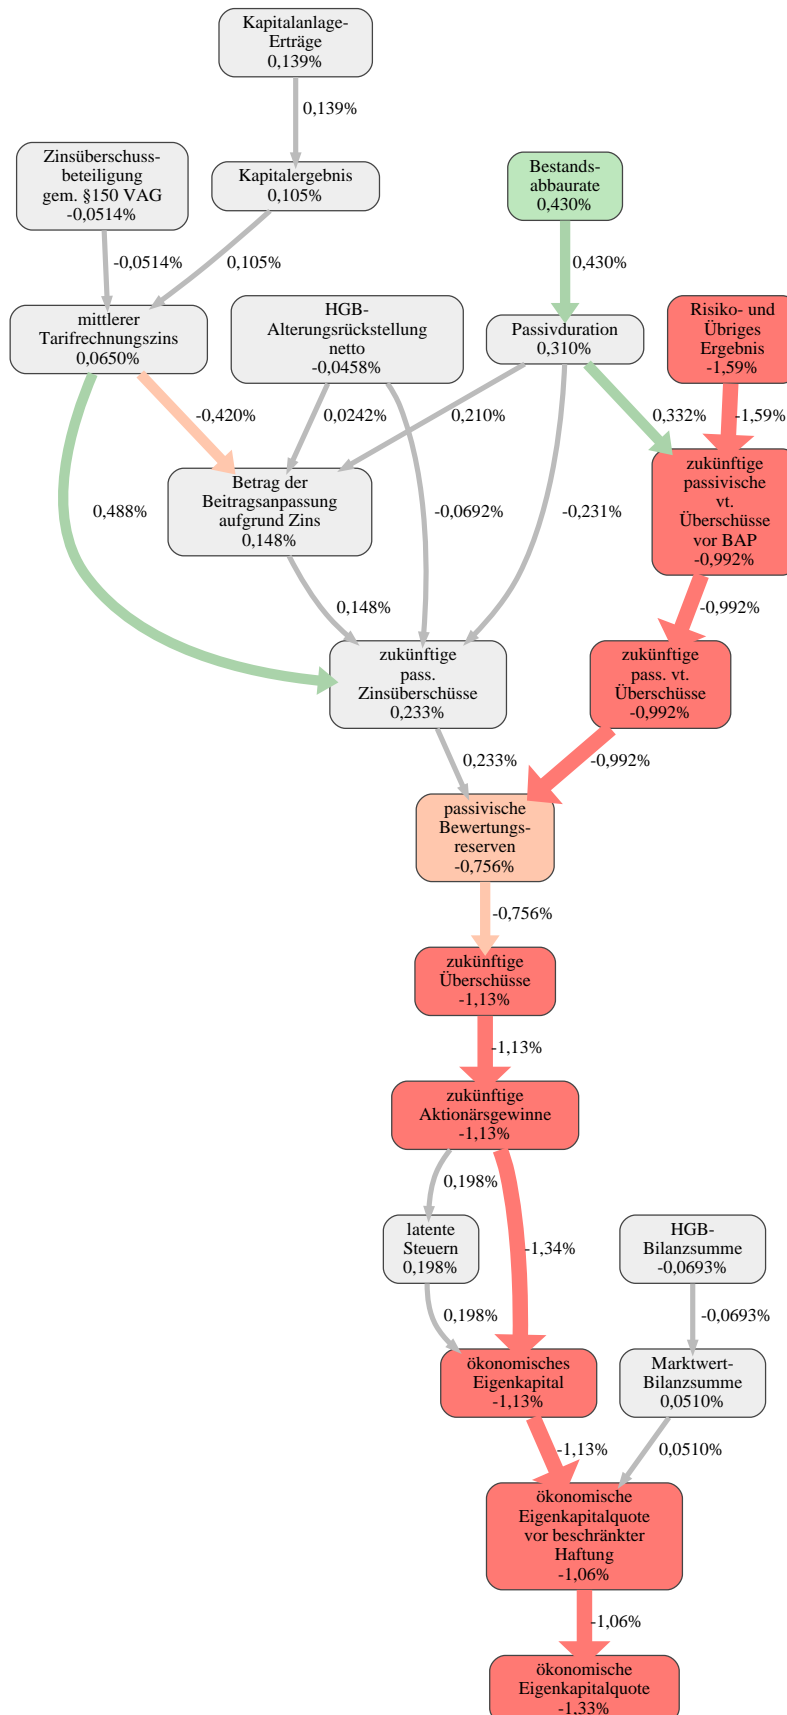 Kapitalanlage-
Erträge
0,139%
0,139%
Zinsüberschuss-
beteiligung
gem. §150 VAG
-0,0514%
Kapitalergebnis
0,105%
Bestands-
abbaurate
0,430%
-0,0514%
0,105%
0,430%
mittlerer
Tarifrechnungszins
0,0650%
HGB-
Alterungsrückstellung
netto
-0,0458%
Passivduration
0,310%
Risiko- und
Übriges
Ergebnis
-1,59%
-0,420%
0,0242%
0,210%
0,332%
-1,59%
Betrag der
Beitragsanpassung
aufgrund Zins
0,148%
zukünftige
passivische
vt.
Überschüsse
vor BAP
-0,992%
0,488%
-0,0692%
-0,231%
0,148%
-0,992%
zukünftige
pass.
Zinsüberschüsse
0,233%
zukünftige
pass. vt.
Überschüsse
-0,992%
0,233%
-0,992%
passivische
Bewertungs-
reserven
-0,756%
-0,756%
zukünftige
Überschüsse
-1,13%
-1,13%
zukünftige
Aktionärsgewinne
-1,13%
0,198%
latente
Steuern
0,198%
-1,34%
HGB-
Bilanzsumme
-0,0693%
0,198%
-0,0693%
ökonomisches
Eigenkapital
-1,13%
Marktwert-
Bilanzsumme
0,0510%
-1,13%
0,0510%
ökonomische
Eigenkapitalquote
vor beschränkter
Haftung
-1,06%
-1,06%
ökonomische
Eigenkapitalquote
-1,33%